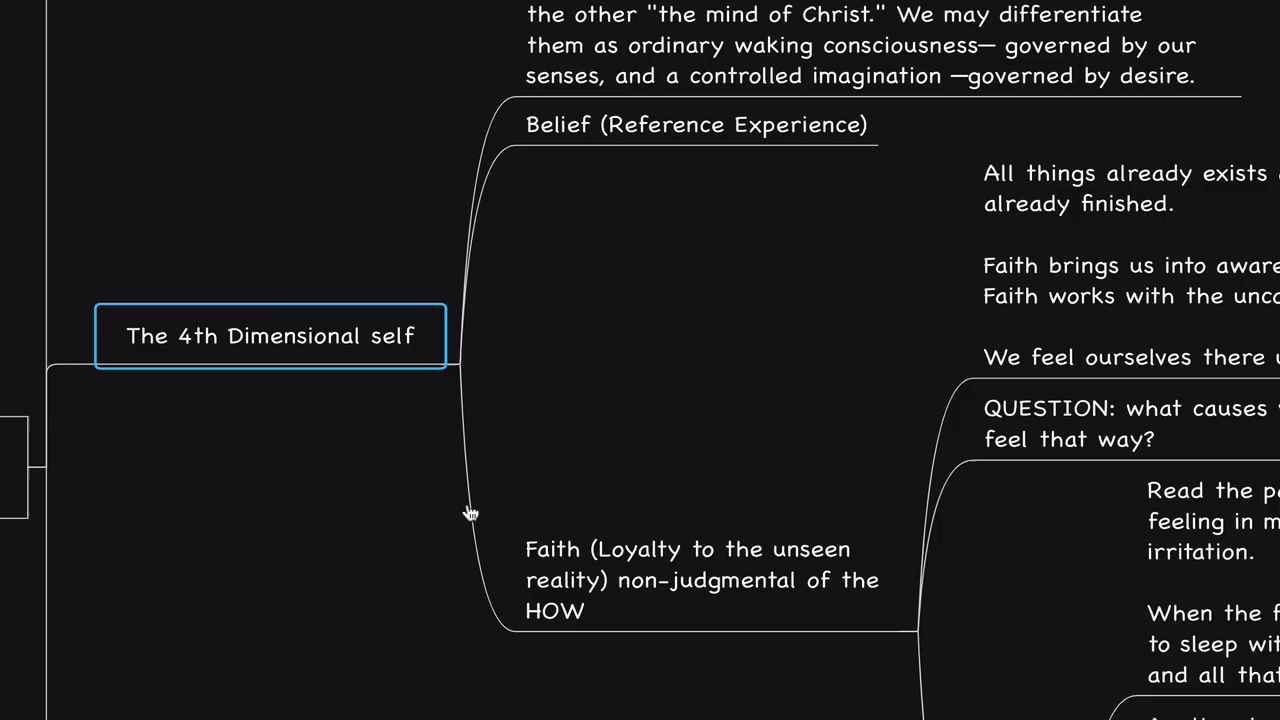 the other "the mind of Christ." We may differentiate
them as ordinary waking consciousness— governed by our
senses, and a controlled imagination —governed by desire.
Belief (Reference Experience)
All things already exists
already finished.
Faith brings us into
Faith works with the
We feel ourselves there
The 4th Dimensional self
QUESTION: what causes
feel that way?
Read the
feeling in
irritation.
Faith (Loyalty to the unseen
reality) non-judgmental of the
HOW
When the
to sleep
and all